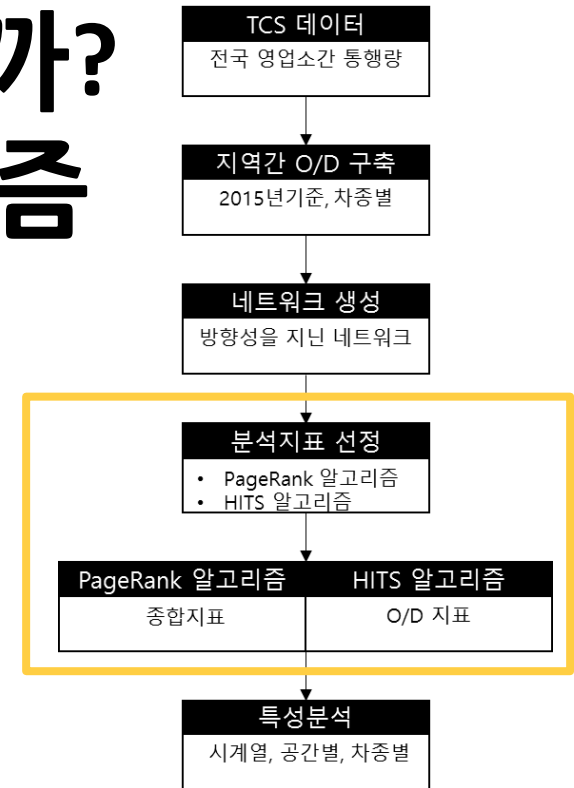 까?
즘
TCS 데이터
전국 영업소간 통행량
지역간 O/D 구축
2015년기준, 차종별
네트워크 생성
방향성을 지닌 네트워크
분석지표 선정
• PageRank 알고리즘
• HITS 알고리즘
PageRank 알고리즘 HITS 알고리즘
종합지표 O/D 지표
특성분석
시계열, 공간별, 차종별